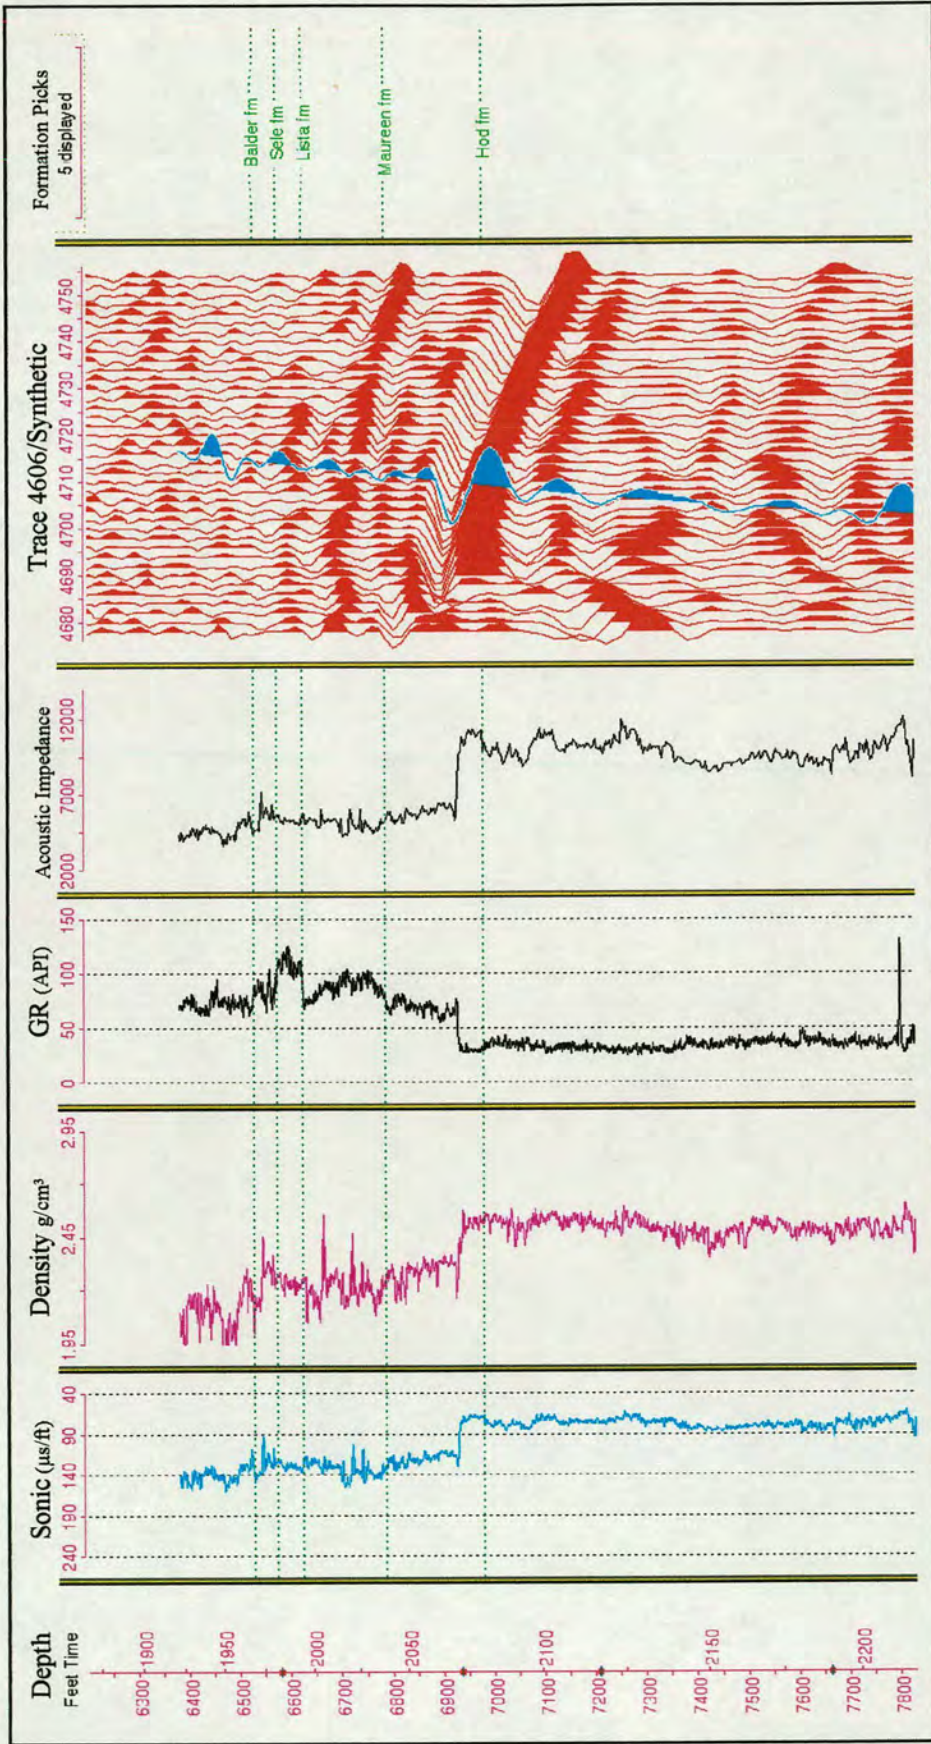 Depth
Feet Time
6300
6400
6500
6600
6700
6800
6900
7000
7100
7200
7300
7400
7500
7600
7700
7800
1900
1950
2000
2050
2100
2150
2200
Sonic (µs/ft)
240 190 140 90 40
Density g/cm³
1.95 2.45 2.95
GR (API)
0 50 100 150
Acoustic Impedance
2000 7000 12000
Trace 4606/Synthetic
4680 4690 4700 4710 4720 4730 4740 4750
Formation Picks
5 displayed
Balder fm
Sele fm
Lista fm
Maureen fm
Hod fm